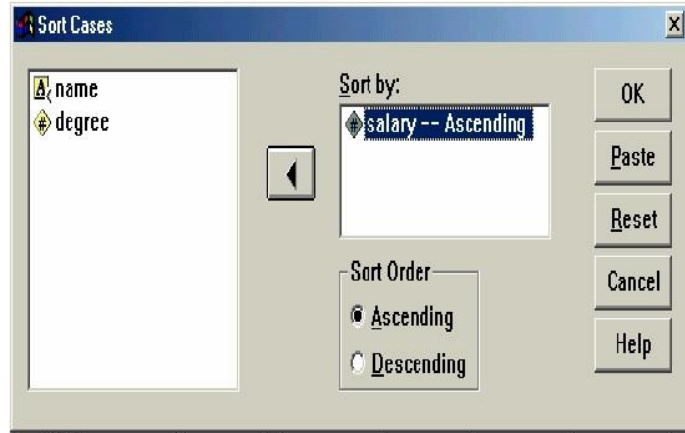 Sort Cases
name
degree
Sort by:
salary -- Ascending
Sort Order
Ascending
Descending
OK
Paste
Reset
Cancel
Help